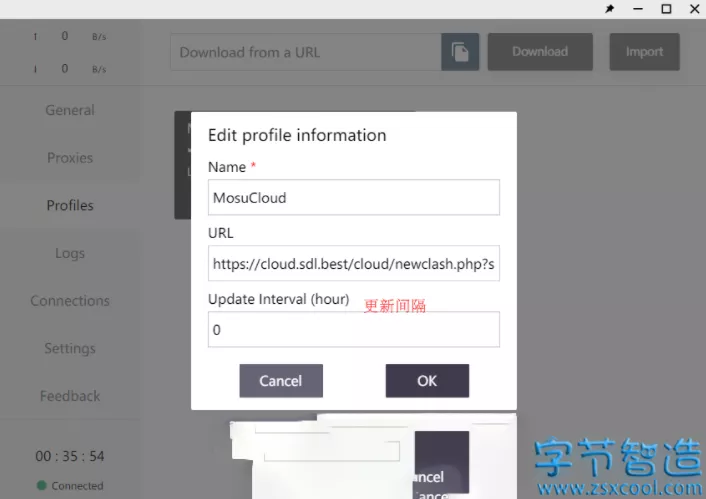 ↑ 0 B/s
↓ 0 B/s
Download from a URL
Download
Import
General
Proxies
Profiles
Logs
Connections
Settings
Feedback
00 : 35 : 54
Connected
Edit profile information
Name *
MosuCloud
URL
https://cloud.sdl.best/cloud/newclash.php?s
Update Interval (hour)
更新间隔
0
Cancel
OK
字节智造
www.zsxcool.com